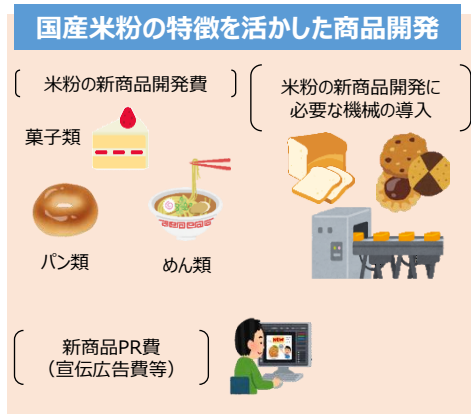 国産米粉の特徴を活かした商品開発
米粉の新商品開発費
菓子類
パン類
めん類
米粉の新商品開発に
必要な機械の導入
新商品PR費
（宣伝広告費等）
NEW